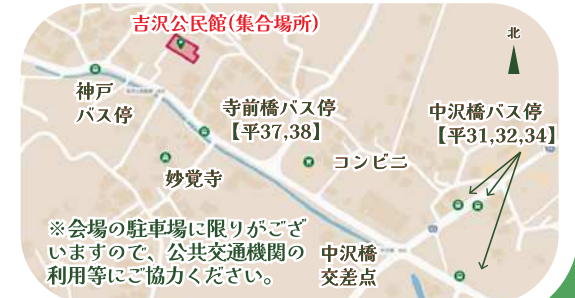 吉沢公民館(集合場所)
北
神戸
バス停
寺前橋バス停
【平37,38】
中沢橋バス停
【平31,32,34】
コンビニ
妙覚寺
※会場の駐車場に限りがござ
いますので、公共交通機関の
利用等にご協力ください。
中沢橋
交差点